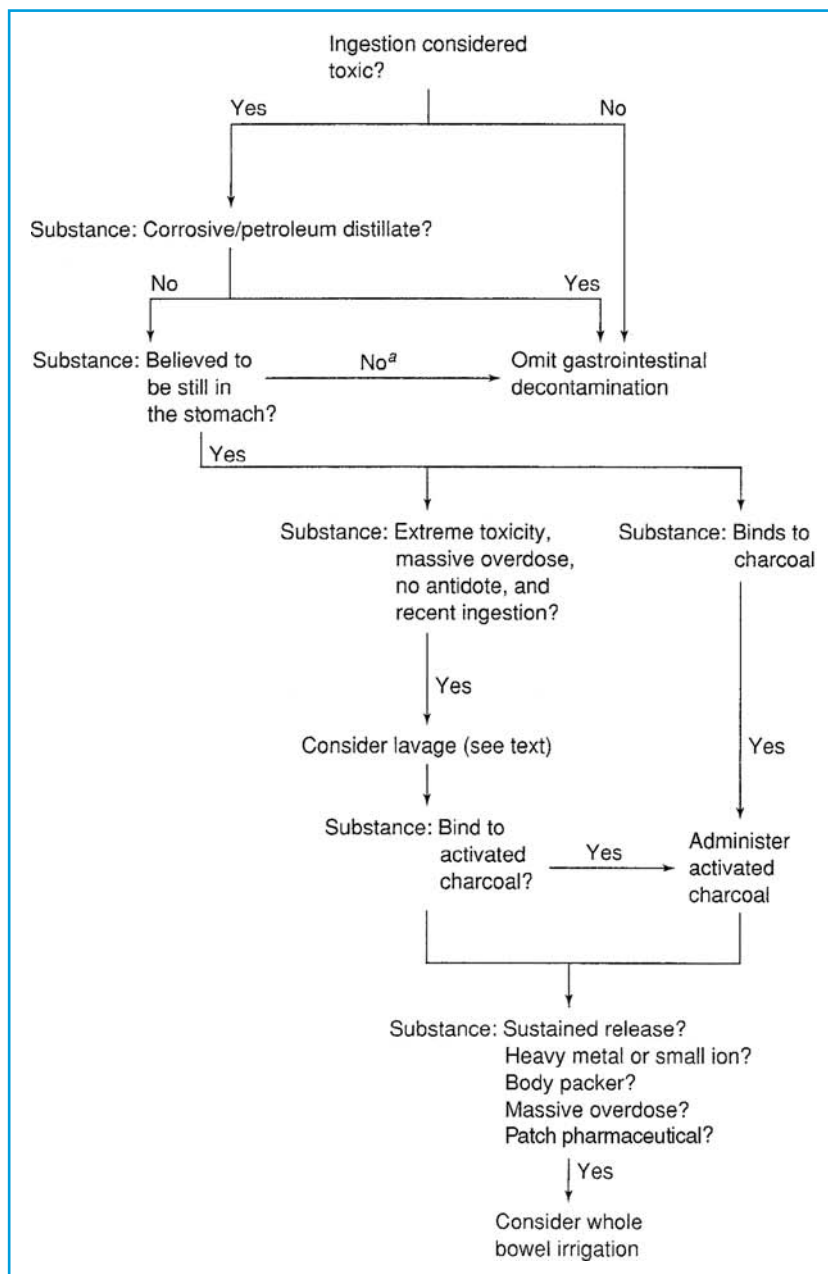 Ingestion considered
toxic?
Yes
No
Substance: Corrosive/petroleum distillate?
No
Yes
Substance: Believed to
be still in
the stomach?
Noᵃ
Omit gastrointestinal
decontamination
Yes
Substance: Extreme toxicity,
massive overdose,
no antidote, and
recent ingestion?
Substance: Binds to
charcoal
Yes
Consider lavage (see text)
Yes
Substance: Bind to
activated
charcoal?
Yes
Administer
activated
charcoal
Substance: Sustained release?
Heavy metal or small ion?
Body packer?
Massive overdose?
Patch pharmaceutical?
Yes
Consider whole
bowel irrigation